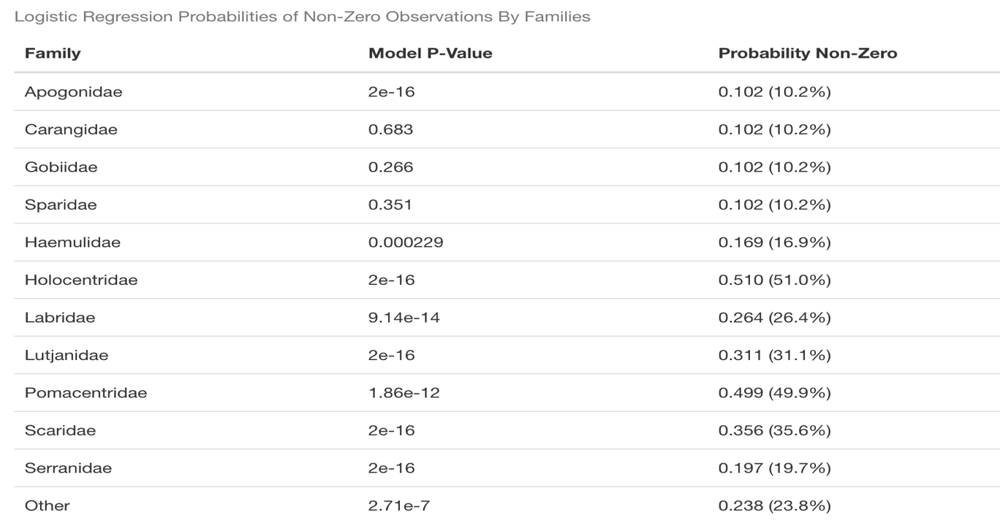 Logistic Regression Probabilities of Non-Zero Observations By Families
Family Model P-Value Probability Non-Zero
Apogonidae 2e-16 0.102 (10.2%)
Carangidae 0.683 0.102 (10.2%)
Gobiidae 0.266 0.102 (10.2%)
Sparidae 0.351 0.102 (10.2%)
Haemulidae 0.000229 0.169 (16.9%)
Holocentridae 2e-16 0.510 (51.0%)
Labridae 9.14e-14 0.264 (26.4%)
Lutjanidae 2e-16 0.311 (31.1%)
Pomacentridae 1.86e-12 0.499 (49.9%)
Scaridae 2e-16 0.356 (35.6%)
Serranidae 2e-16 0.197 (19.7%)
Other 2.71e-7 0.238 (23.8%)